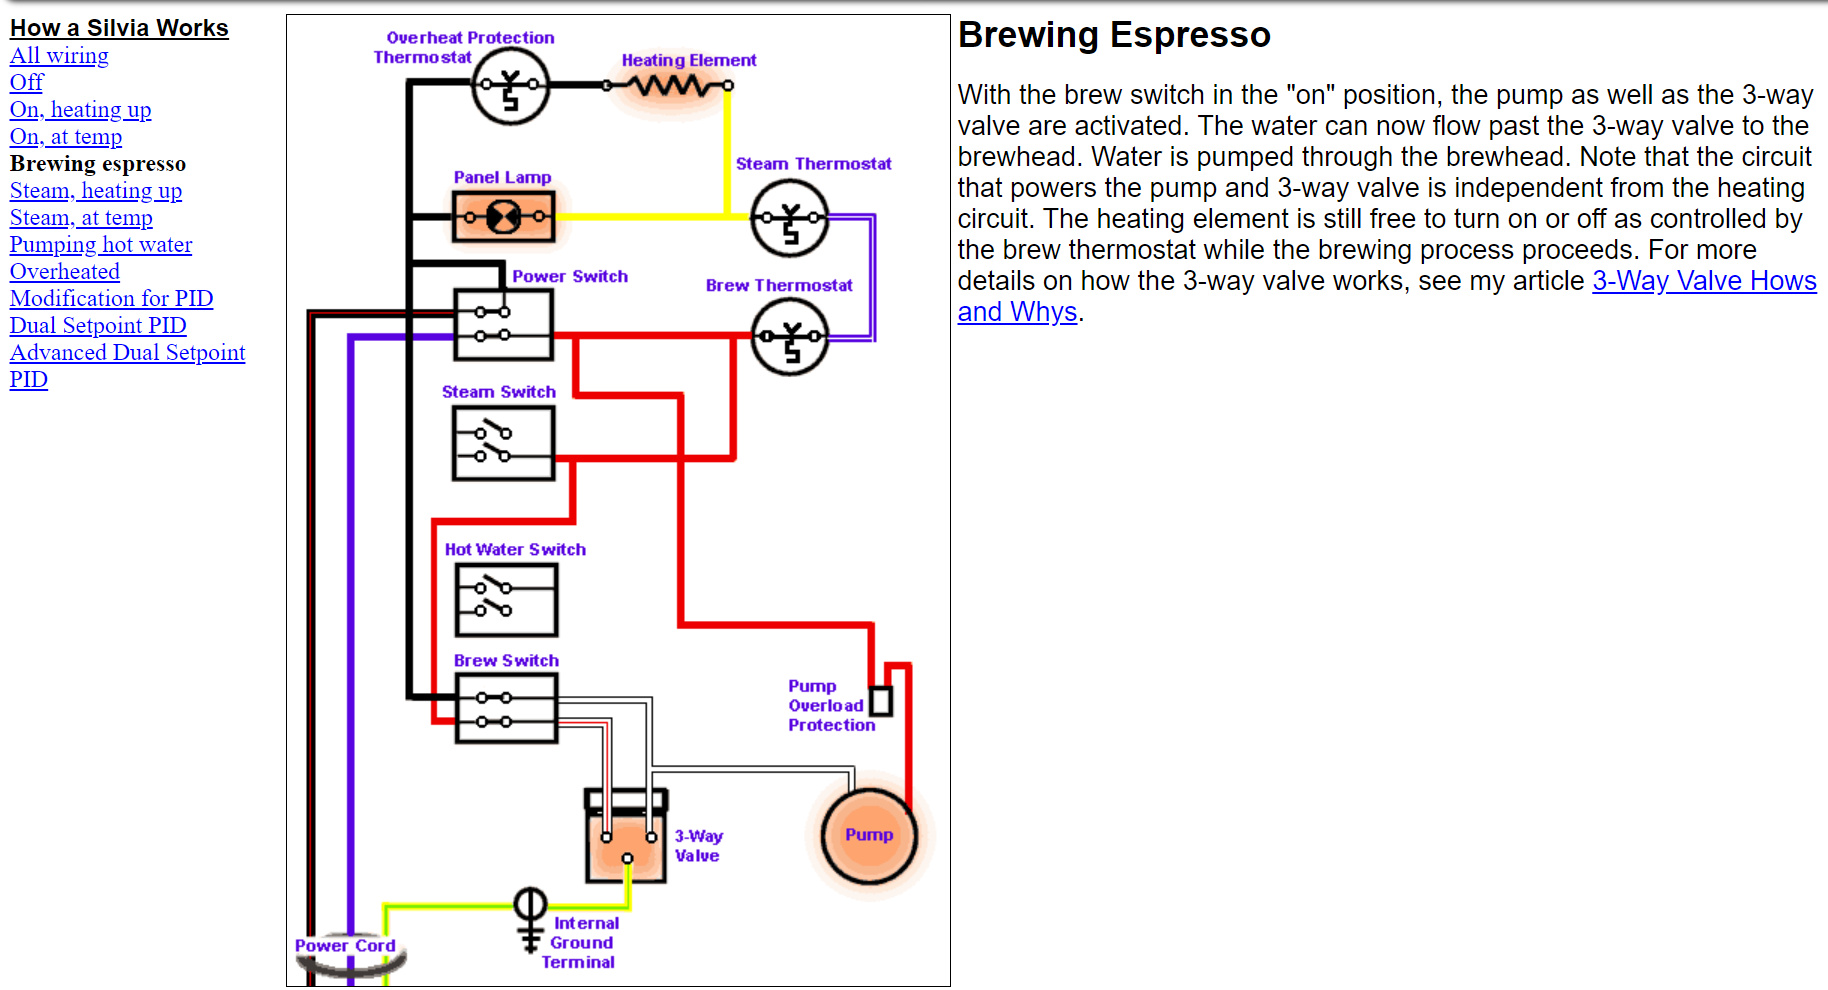 How a Silvia Works
All wiring
Off
On, heating up
On, at temp
Brewing espresso
Steam, heating up
Steam, at temp
Pumping hot water
Overheated
Modification for PID
Dual Setpoint PID
Advanced Dual Setpoint
PID
Overheat Protection
Thermostat
Heating Element
Steam Thermostat
Panel Lamp
Power Switch
Brew Thermostat
Steam Switch
Hot Water Switch
Brew Switch
Pump
Overload
Protection
3-Way
Valve
Pump
Internal
Ground
Terminal
Power Cord
Brewing Espresso
With the brew switch in the "on" position, the pump as well as the 3-way
valve are activated. The water can now flow past the 3-way valve to the
brewhead. Water is pumped through the brewhead. Note that the circuit
that powers the pump and 3-way valve is independent from the heating
circuit. The heating element is still free to turn on or off as controlled by
the brew thermostat while the brewing process proceeds. For more
details on how the 3-way valve works, see my article 3-Way Valve Hows
and Whys.